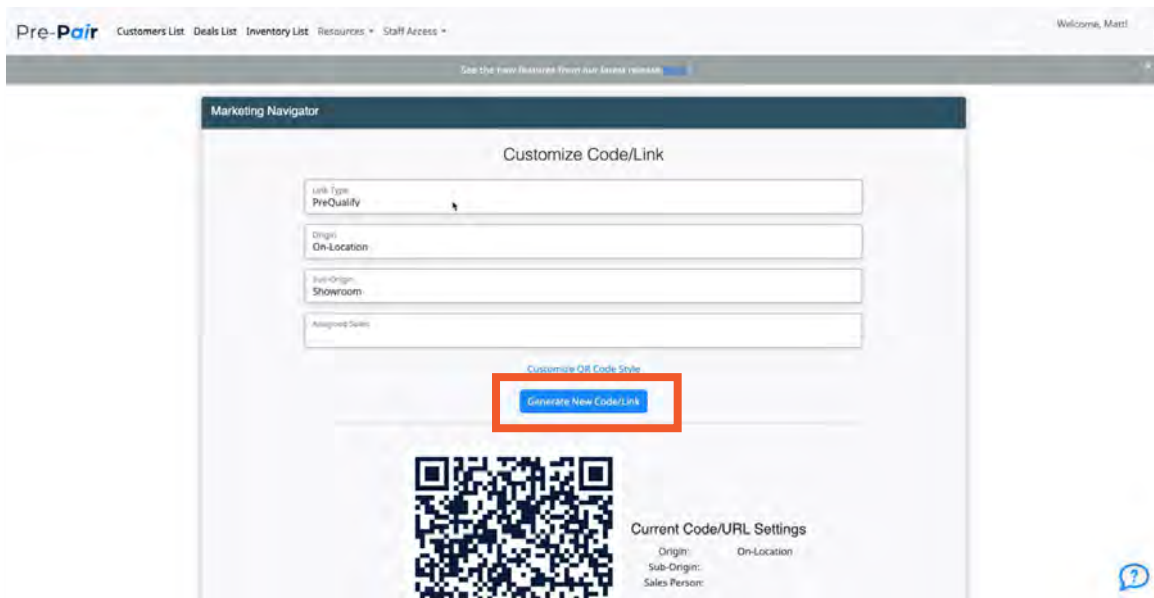 Pre-Pair Customers List Deals List Inventory List Resources Staff Access Welcome, Matt!
See the new features from our latest release
Marketing Navigator
Customize Code/Link
Link Type
PreQualify
Origin
On-Location
Sub-Origin
Showroom
Assigned Sales
Customize QR Code Style
Generate New Code/Link
Current Code/URL Settings
Origin: On-Location
Sub-Origin:
Sales Person:
?